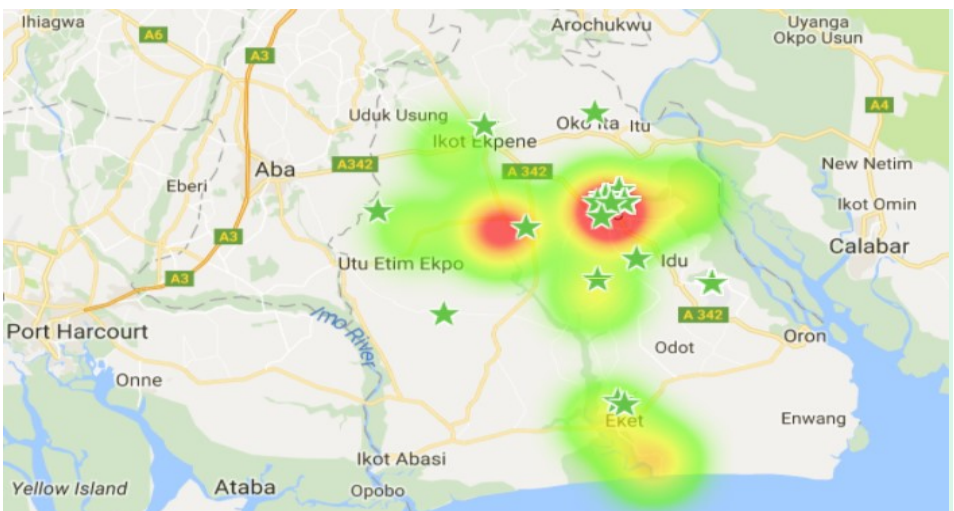 Ihiagwa
Arochukwu
Uyanga
Okpo Usun
A6
A3
A4
Uduk Usung
Oko Ita
Itu
Ikot Ekpene
A342
A 342
New Netim
Aba
Eberi
Ikot Omin
A3
Calabar
Utu Etim Ekpo
Idu
A3
A 342
Port Harcourt
Imo River
Oron
Odot
Onne
Eket
Enwang
Ikot Abasi
Yellow Island
Ataba
Opobo